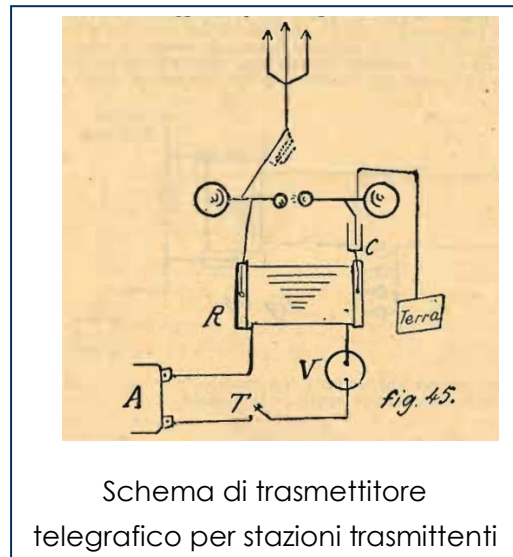 C
R
Terra
V
A
T
fig. 45.
Schema di trasmettitore
telegrafico per stazioni trasmittenti